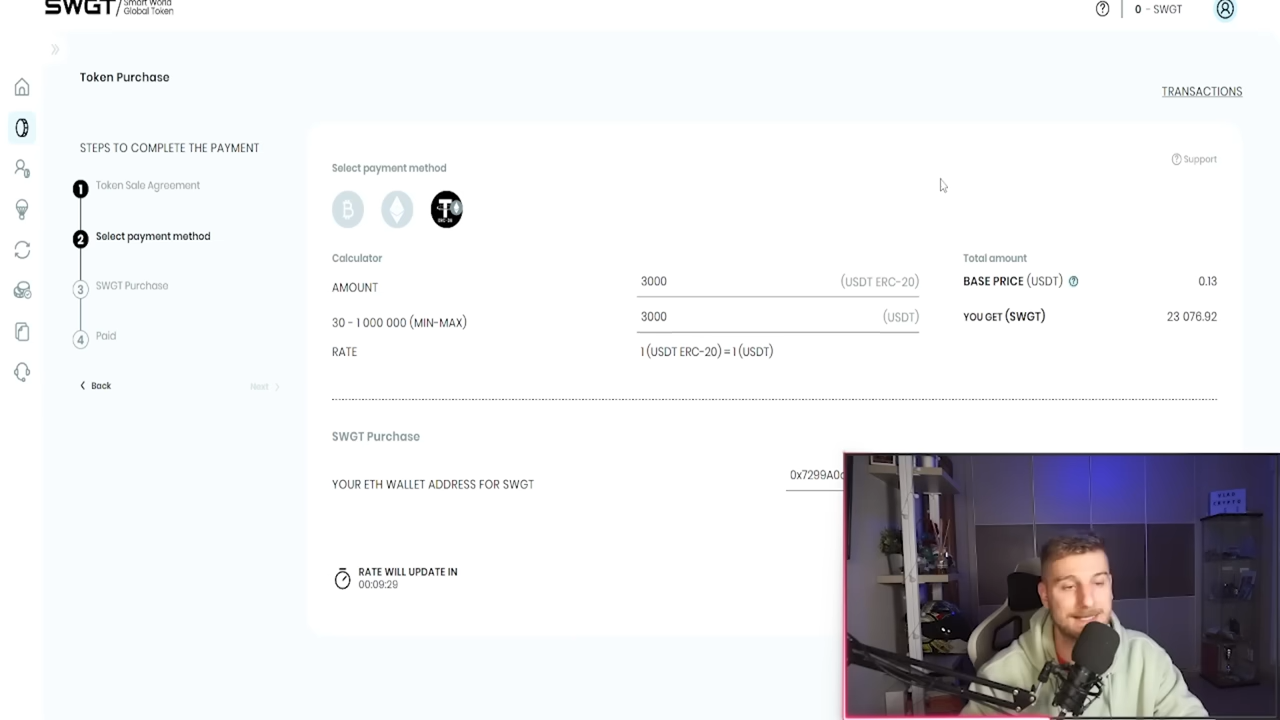 SWGT/ Smart World
Global Token
0 - SWGT
Token Purchase
TRANSACTIONS
STEPS TO COMPLETE THE PAYMENT
1 Token Sale Agreement
2 Select payment method
3 SWGT Purchase
4 Paid
Back
Next
Select payment method
Support
Calculator
AMOUNT
3000 (USDT ERC-20)
30 - 1 000 000 (MIN-MAX)
3000 (USDT)
RATE
1 (USDT ERC-20) = 1 (USDT)
Total amount
BASE PRICE (USDT) 0.13
YOU GET (SWGT) 23 076.92
SWGT Purchase
YOUR ETH WALLET ADDRESS FOR SWGT
0x7299A0
RATE WILL UPDATE IN
00:09:29